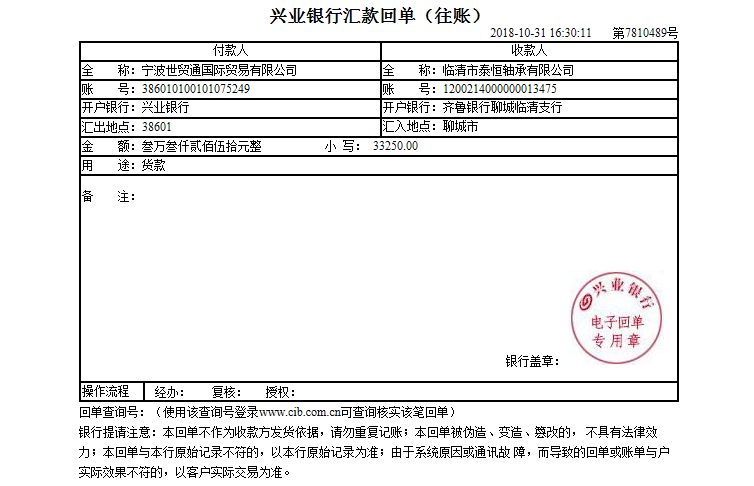 兴业银行汇款回单（往账）
2018-10-31 16:30:11 第7810489号
付款人 收款人
全 称：宁波世贸通国际贸易有限公司 全 称：临清市泰恒轴承有限公司
账 号：386010100101075249 账 号：1200214000000013475
开户银行：兴业银行 开户银行：齐鲁银行聊城临清支行
汇出地点：38601 汇入地点：聊城市
金 额：叁万叁仟贰佰伍拾元整 小 写： 33250.00
用 途：货款
备 注：
兴业银行
电子回单
专用章
银行盖章：
操作流程 经办： 复核： 授权：
回单查询号：（使用该查询号登录www.cib.com.cn可查询核实该笔回单）
银行提请注意：本回单不作为收款方发货依据，请勿重复记账；本回单被伪造、变造、篡改的， 不具有法律效
力；本回单与本行原始记录不符的，以本行原始记录为准；由于系统原因或通讯故 障，而导致的回单或账单与户
实际效果不符的，以客户实际交易为准。